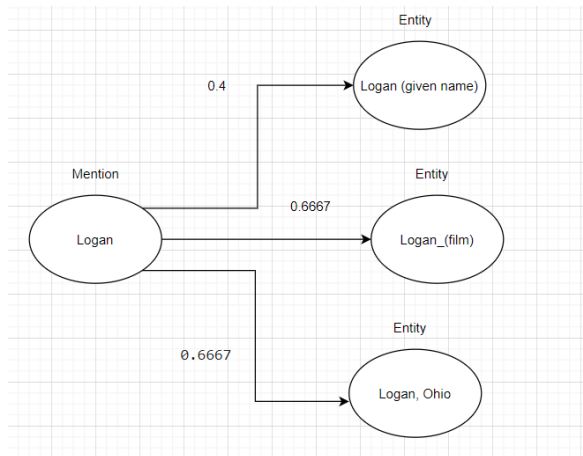 Entity
0.4
Logan (given name)
Mention
Entity
0.6667
Logan
Logan_(film)
Entity
0.6667
Logan, Ohio